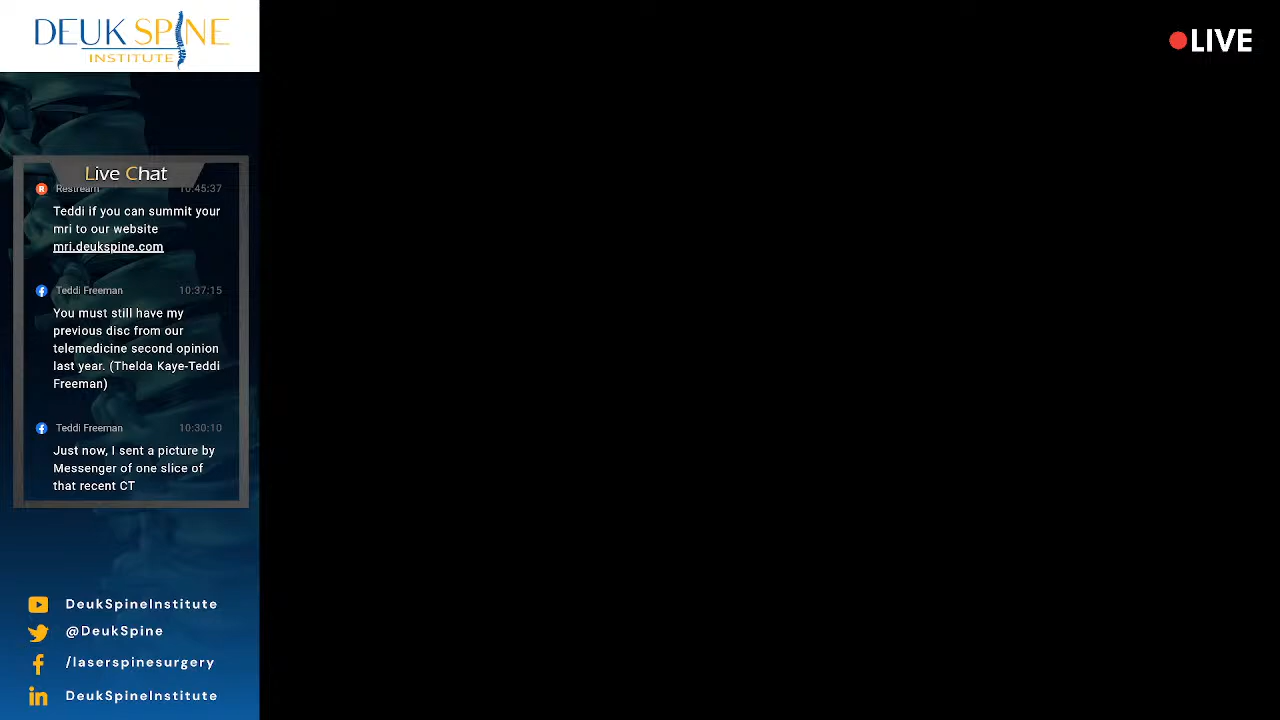 DEUK SPINE
INSTITUTE
LIVE
Live Chat
Restream 10:45:37
Teddi if you can summit your
mri to our website
mri.deukspine.com
Teddi Freeman 10:37:15
You must still have my
previous disc from our
telemedicine second opinion
last year. (Thelda Kaye-Teddi
Freeman)
Teddi Freeman 10:30:10
Just now, I sent a picture by
Messenger of one slice of
that recent CT
DeukSpineInstitute
@DeukSpine
/laserspinesurgery
DeukSpineInstitute